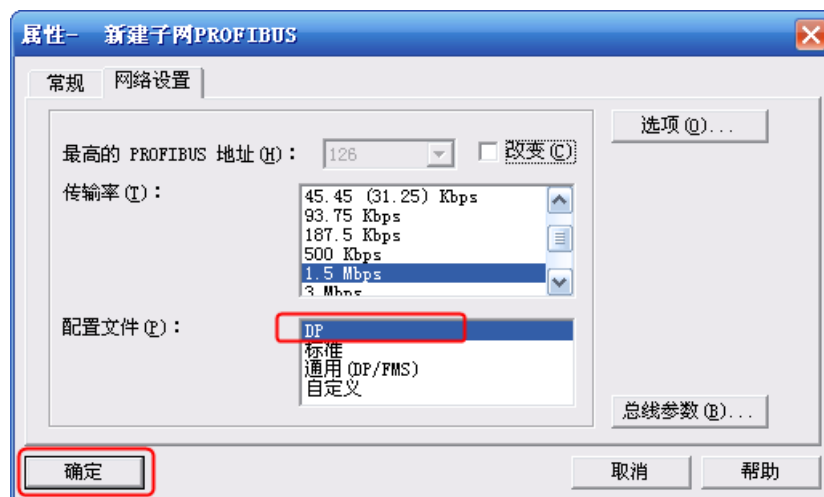 属性- 新建子网PROFIBUS
常规 网络设置
选项(O)...
最高的 PROFIBUS 地址(H)： 126 改变(C)
传输率(T)：
45.45 (31.25) Kbps
93.75 Kbps
187.5 Kbps
500 Kbps
1.5 Mbps
3 Mbps
配置文件(P)：
DP
标准
通用(DP/FMS)
自定义
总线参数(B)...
确定 取消 帮助